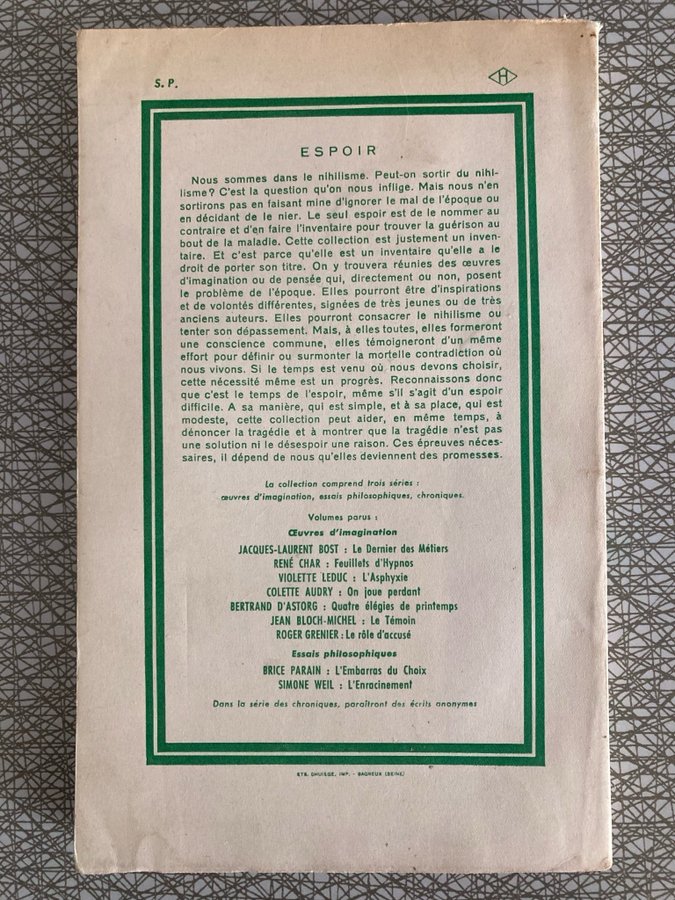 S. P.
H
ESPOIR
Nous sommes dans le nihilisme. Peut-on sortir du nihi-
lisme? C'est la question qu'on nous inflige. Mais nous n'en
sortirons pas en faisant mine d'ignorer le mal de l'époque ou
en décidant de le nier. Le seul espoir est de le nommer au
contraire et d'en faire l'inventaire pour trouver la guérison au
bout de la maladie. Cette collection est justement un inven-
taire. Et c'est parce qu'elle est un inventaire qu'elle a le
droit de porter son titre. On y trouvera réunies des œuvres
d'imagination ou de pensée qui, directement ou non, posent
le problème de l'époque. Elles pourront être d'inspirations
et de volontés différentes, signées de très jeunes ou de très
anciens auteurs. Elles pourront consacrer le nihilisme ou
tenter son dépassement. Mais, à elles toutes, elles formeront
une conscience commune, elles témoigneront d'un même
effort pour définir ou surmonter la mortelle contradiction où
nous vivons. Si le temps est venu où nous devons choisir,
cette nécessité même est un progrès. Reconnaissons donc
que c'est le temps de l'espoir, même s'il s'agit d'un espoir
difficile. A sa manière, qui est simple, et à sa place, qui est
modeste, cette collection peut aider, en même temps, à
dénoncer la tragédie et à montrer que la tragédie n'est pas
une solution ni le désespoir une raison. Ces épreuves néces-
saires, il dépend de nous qu'elles deviennent des promesses.
La collection comprend trois séries :
œuvres d'imagination, essais philosophiques, chroniques.
Volumes parus :
Œuvres d'imagination
JACQUES-LAURENT BOST : Le Dernier des Métiers
RENÉ CHAR : Feuillets d'Hypnos
VIOLETTE LEDUC : L'Asphyxie
COLETTE AUDRY : On joue perdant
BERTRAND D'ASTORG : Quatre élégies de printemps
JEAN BLOCH-MICHEL : Le Témoin
ROGER GRENIER : Le rôle d'accusé
Essais philosophiques
BRICE PARAIN : L'Embarras du Choix
SIMONE WEIL : L'Enracinement
Dans la série des chroniques, paraîtront des écrits anonymes
ETS. DHUIÈGE, IMP. - BAGNEUX (SEINE)